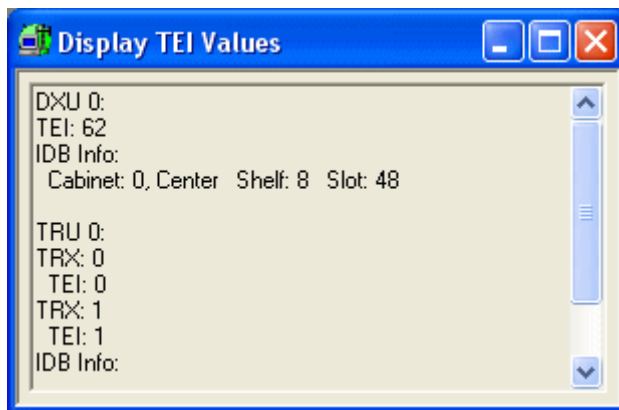 Display TEI Values
DXU 0:
TEI: 62
IDB Info:
Cabinet: 0, Center Shelf: 8 Slot: 48
TRU 0:
TRX: 0
TEI: 0
TRX: 1
TEI: 1
IDB Info: